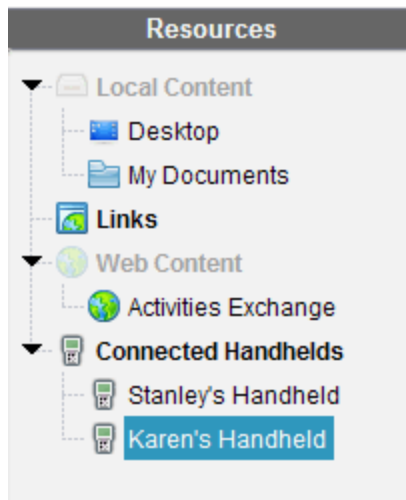 Resources
Local Content
Desktop
My Documents
Links
Web Content
Activities Exchange
Connected Handhelds
Stanley's Handheld
Karen's Handheld